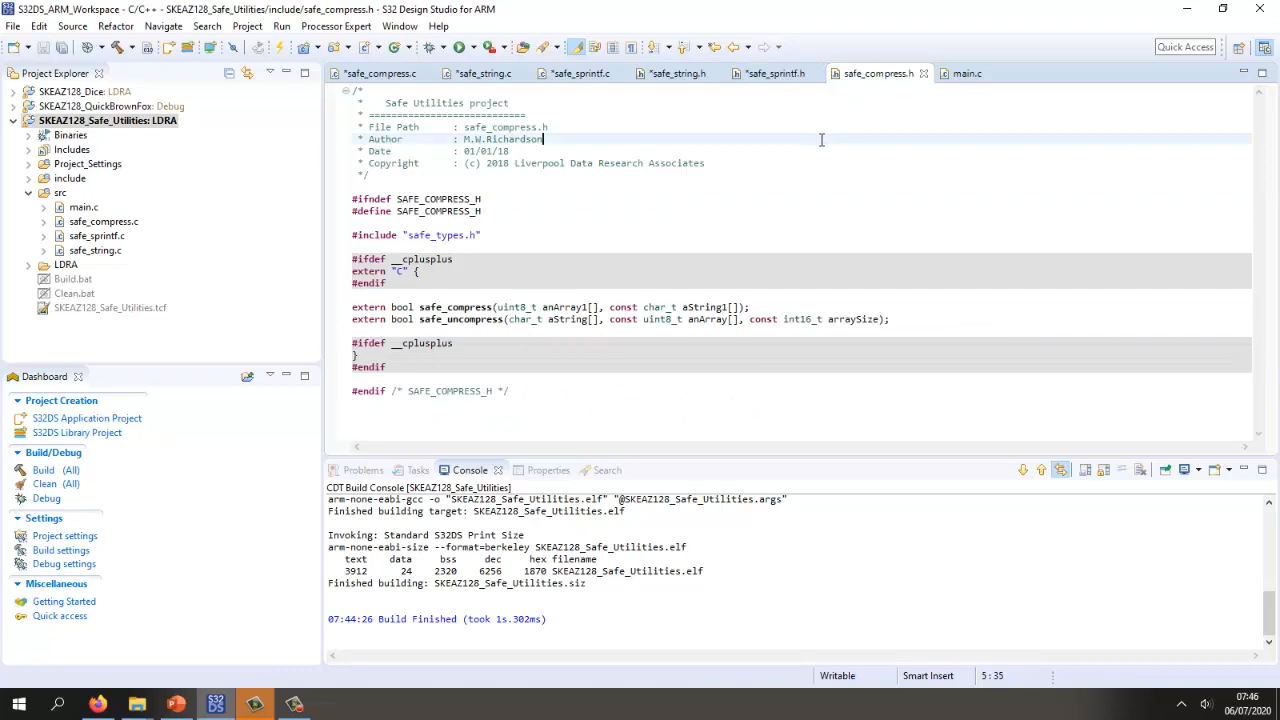 S32DS_ARM_Workspace - C/C++ - SKEAZ128_Safe_Utilities/include/safe_compress.h - S32 Design Studio for ARM
File Edit Source Refactor Navigate Search Project Run Processor Expert Window Help
Quick Access
Project Explorer
SKEAZ128_Dice: LDRA
SKEAZ128_QuickBrownFox: Debug
SKEAZ128_Safe_Utilities: LDRA
Binaries
Includes
Project_Settings
include
src
main.c
safe_compress.c
safe_sprintf.c
safe_string.c
LDRA
Build.bat
Clean.bat
SKEAZ128_Safe_Utilities.tcf
Dashboard
Project Creation
S32DS Application Project
S32DS Library Project
Build/Debug
Build (All)
Clean (All)
Debug
Settings
Project settings
Build settings
Debug settings
Miscellaneous
Getting Started
Quick access
*safe_compress.c *safe_string.c *safe_sprintf.c *safe_string.h *safe_sprintf.h safe_compress.h main.c
/*
* Safe Utilities project
* ============================
* File Path : safe_compress.h
* Author : M.W.Richardson
* Date : 01/01/18
* Copyright : (c) 2018 Liverpool Data Research Associates
*/
#ifndef SAFE_COMPRESS_H
#define SAFE_COMPRESS_H
#include "safe_types.h"
#ifdef __cplusplus
extern "C" {
#endif
extern bool safe_compress(uint8_t anArray1[], const char_t aString1[]);
extern bool safe_uncompress(char_t aString[], const uint8_t anArray[], const int16_t arraySize);
#ifdef __cplusplus
}
#endif
#endif /* SAFE_COMPRESS_H */
Problems Tasks Console Properties Search
CDT Build Console [SKEAZ128_Safe_Utilities]
arm-none-eabi-gcc -o "SKEAZ128_Safe_Utilities.elf" "@SKEAZ128_Safe_Utilities.args"
Finished building target: SKEAZ128_Safe_Utilities.elf
Invoking: Standard S32DS Print Size
arm-none-eabi-size --format=berkeley SKEAZ128_Safe_Utilities.elf
text data bss dec hex filename
3912 24 2320 6256 1870 SKEAZ128_Safe_Utilities.elf
Finished building: SKEAZ128_Safe_Utilities.siz
07:44:26 Build Finished (took 1s.302ms)
Writable Smart Insert 5 : 35
S32
DS
07:46
06/07/2020